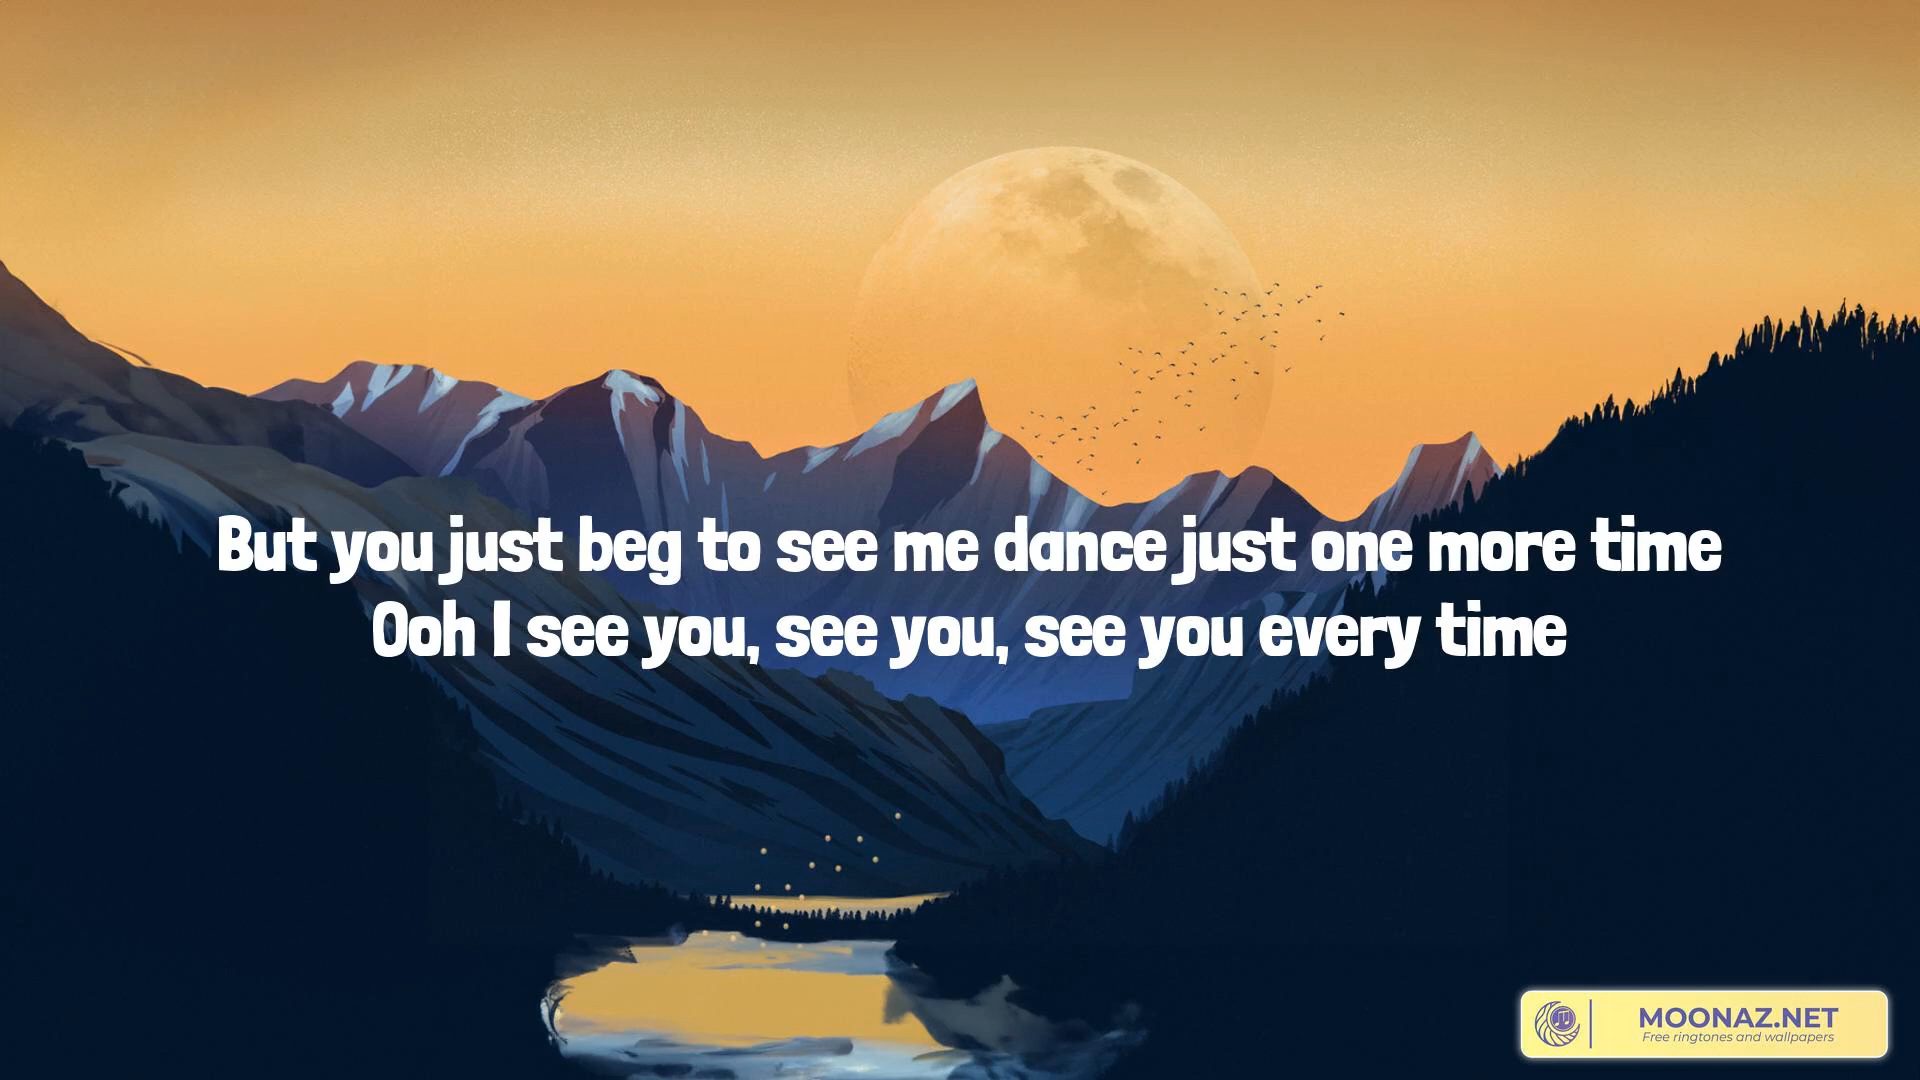 But you just beg to see me dance just one more time
Ooh I see you, see you, see you every time
MOONAZ.NET
Free ringtones and wallpapers